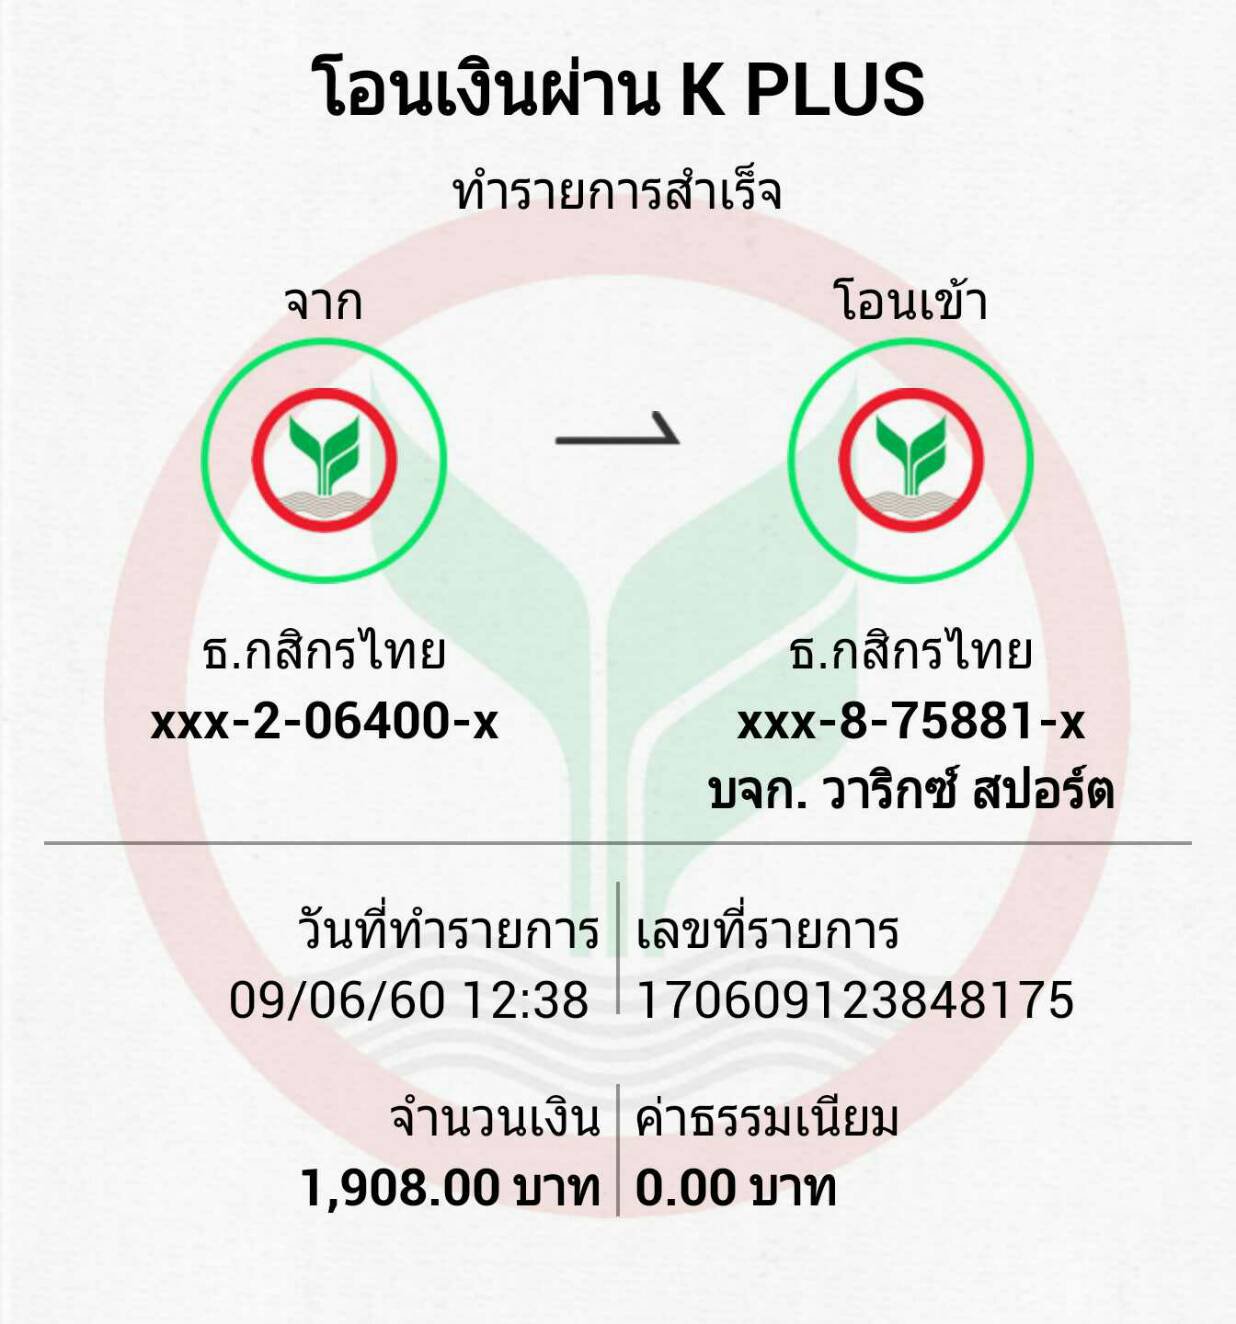 โอนเงินผ่าน K PLUS
ทำรายการสำเร็จ
จาก
โอนเข้า
ธ.กสิกรไทย
xxx-2-06400-x
ธ.กสิกรไทย
xxx-8-75881-x
บจก. วาริกซ์ สปอร์ต
วันที่ทำรายการ
09/06/60 12:38
เลขที่รายการ
170609123848175
จำนวนเงิน
1,908.00 บาท
ค่าธรรมเนียม
0.00 บาท